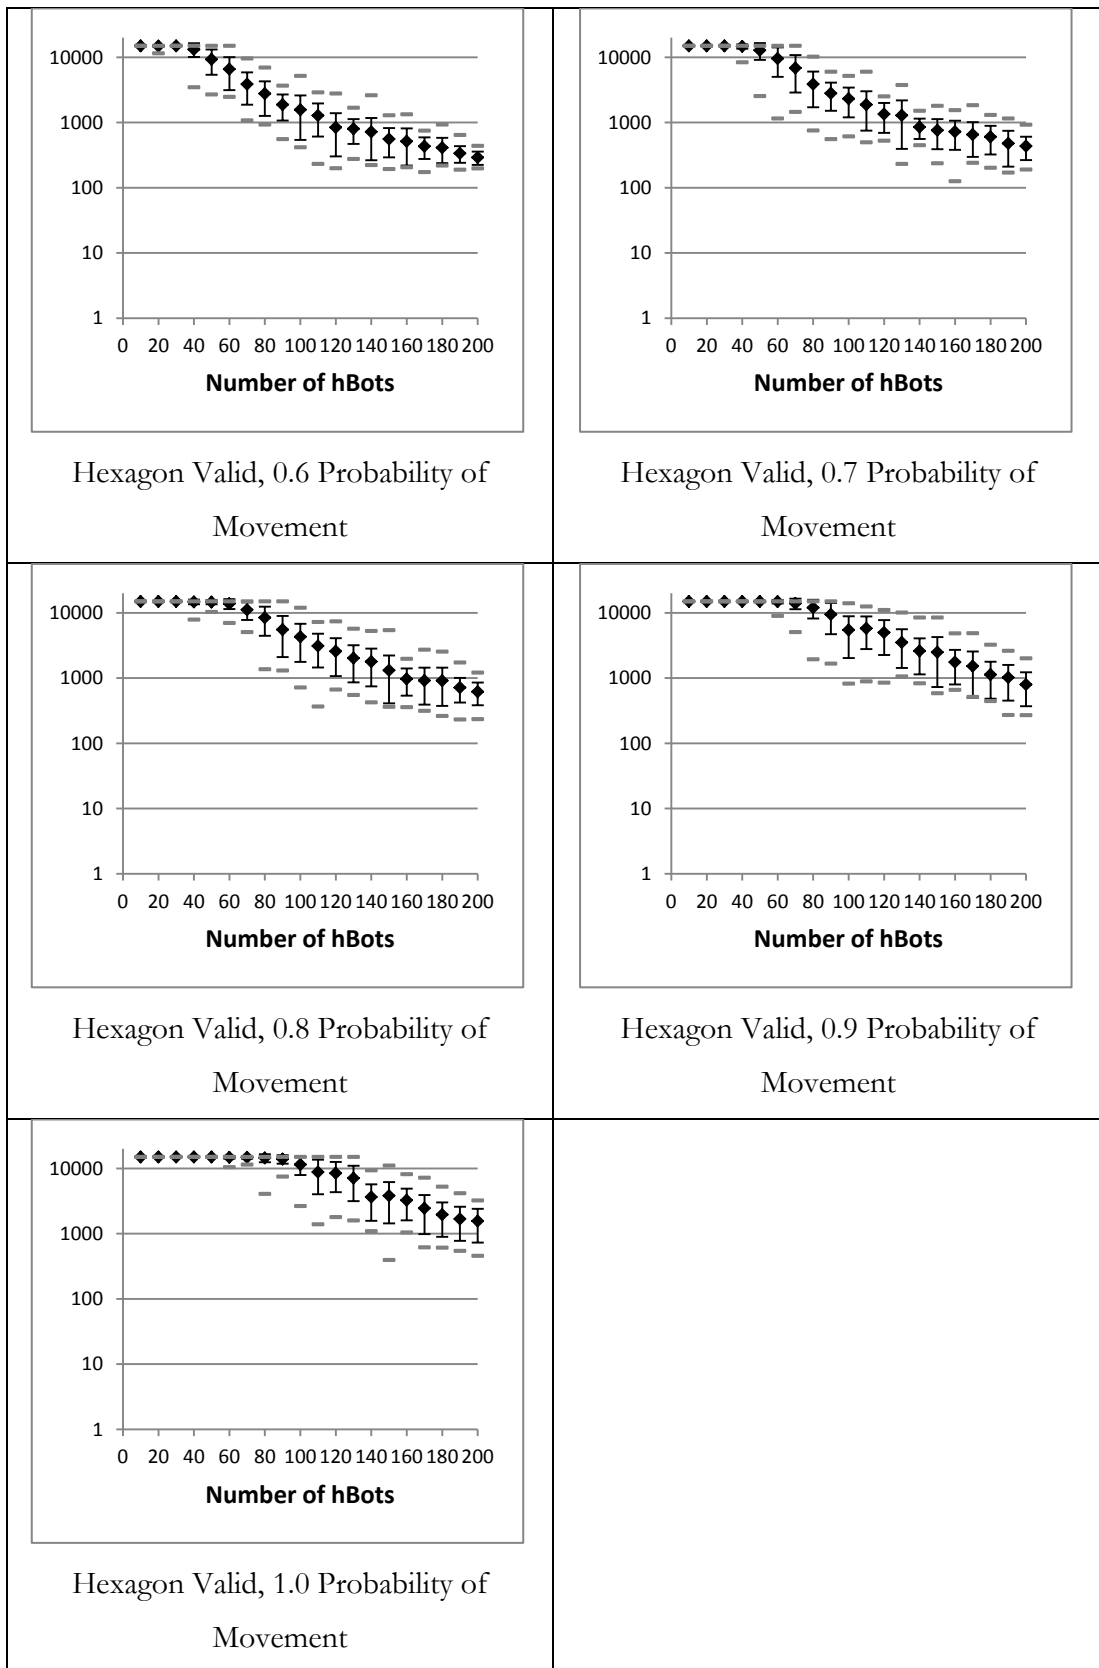 10000
1000
100
10
1
0 20 40 60 80 100 120 140 160 180 200
Number of hBots
Hexagon Valid, 0.6 Probability of
Movement
10000
1000
100
10
1
0 20 40 60 80 100 120 140 160 180 200
Number of hBots
Hexagon Valid, 0.7 Probability of
Movement
10000
1000
100
10
1
0 20 40 60 80 100 120 140 160 180 200
Number of hBots
Hexagon Valid, 0.8 Probability of
Movement
10000
1000
100
10
1
0 20 40 60 80 100 120 140 160 180 200
Number of hBots
Hexagon Valid, 0.9 Probability of
Movement
10000
1000
100
10
1
0 20 40 60 80 100 120 140 160 180 200
Number of hBots
Hexagon Valid, 1.0 Probability of
Movement